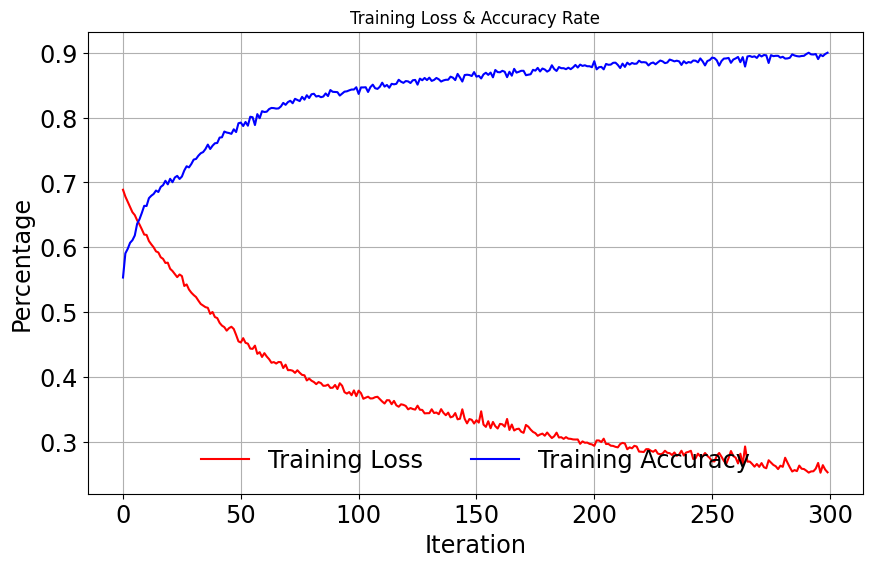 Training Loss & Accuracy Rate
Percentage
0.9
0.8
0.7
0.6
0.5
0.4
0.3
Training Loss Training Accuracy
0 50 100 150 200 250 300
Iteration